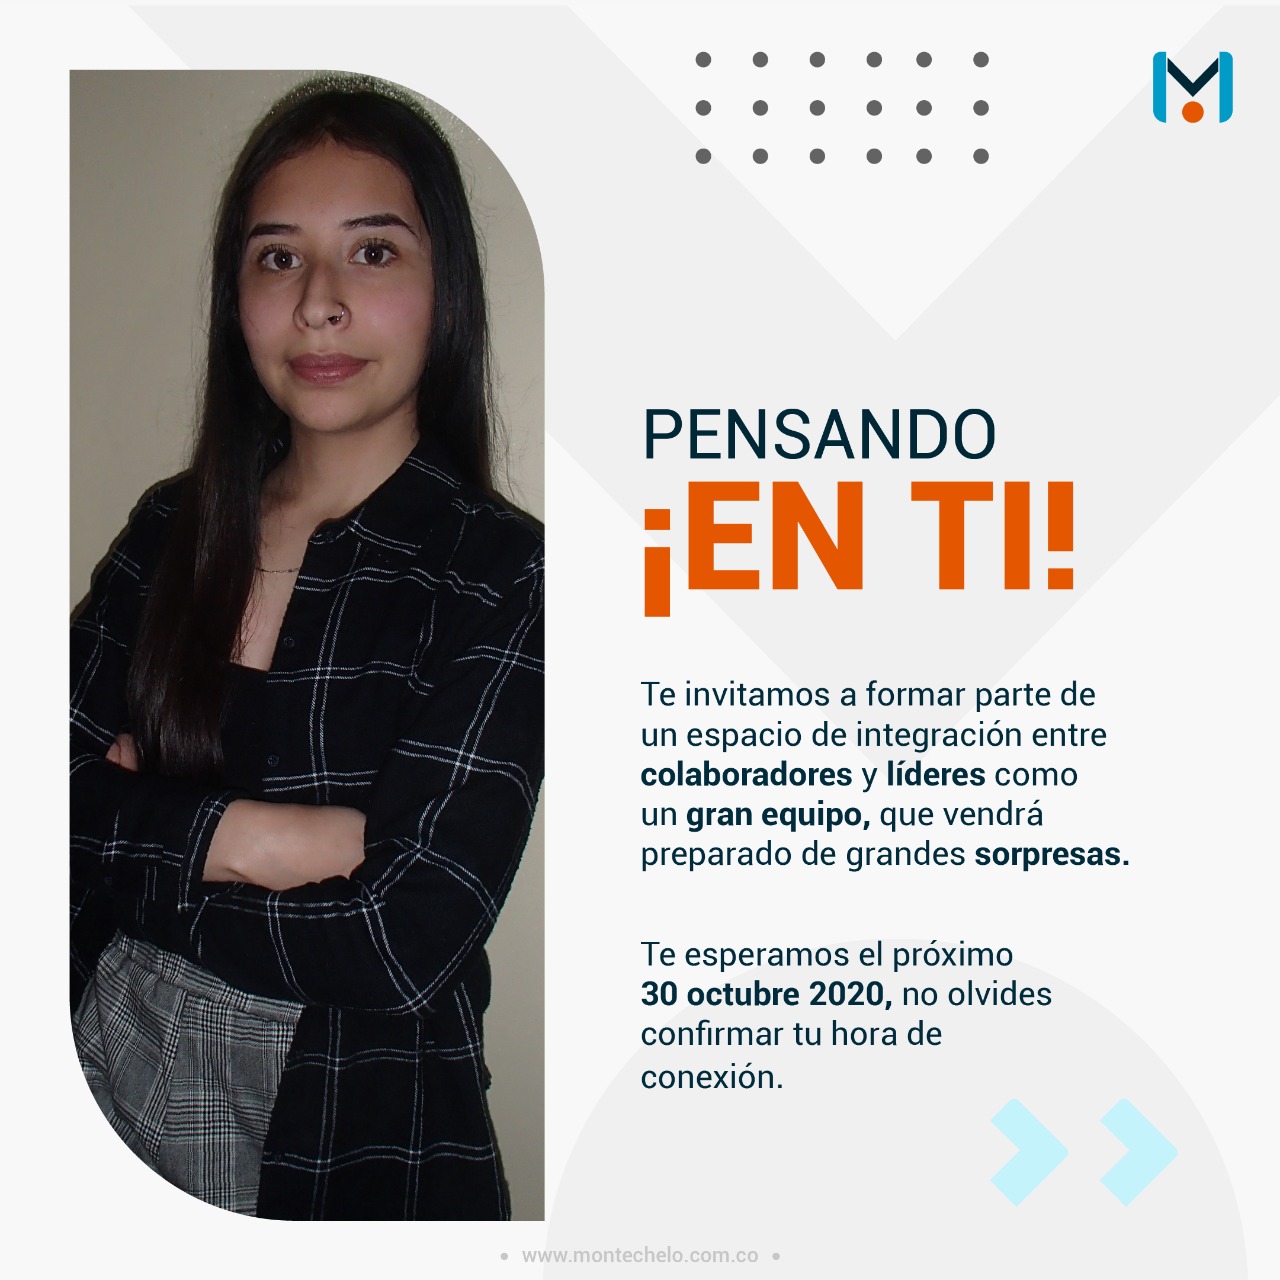 PENSANDO
¡EN TI!
Te invitamos a formar parte de
un espacio de integración entre
colaboradores y líderes como
un gran equipo, que vendrá
preparado de grandes sorpresas.
Te esperamos el próximo
30 octubre 2020, no olvides
confirmar tu hora de
conexión.
• www.montechelo.com.co •